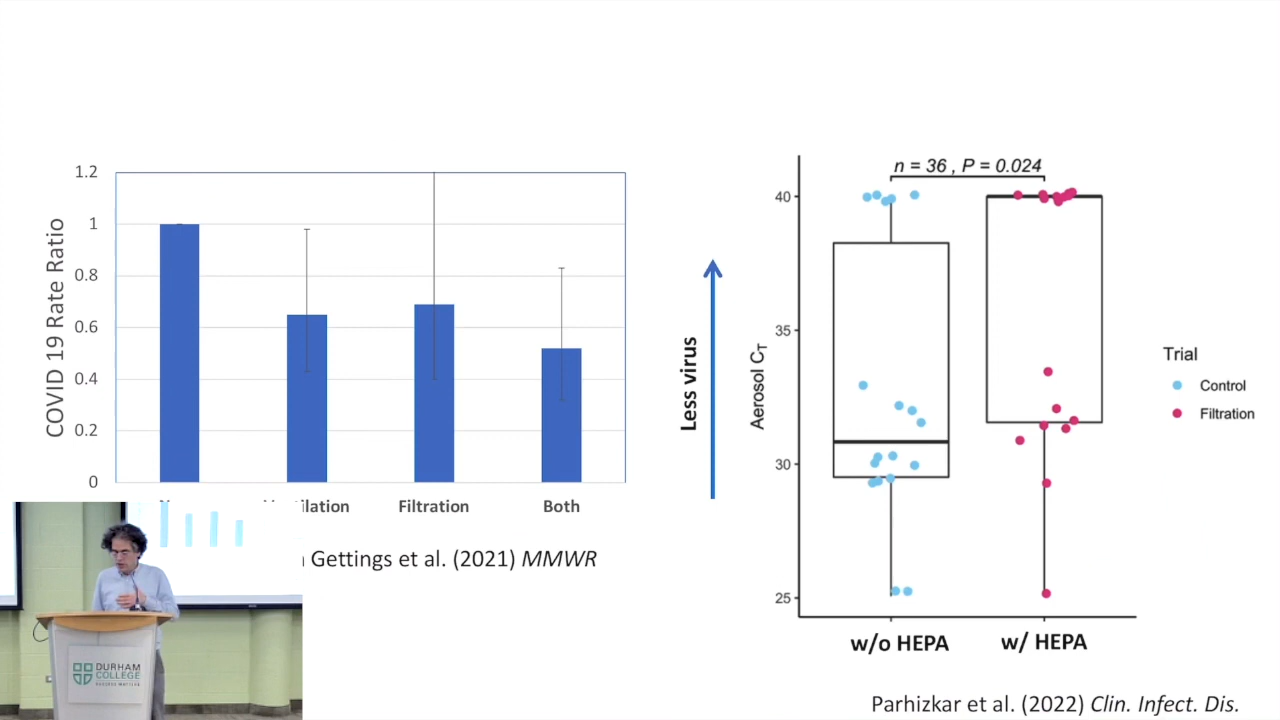 COVID 19 Rate Ratio
1.2
1
0.8
0.6
0.4
0.2
0
Filtration
Both
Gettings et al. (2021) MMWR
DURHAM
COLLEGE
SUCCESS MATTERS
Less virus
Aerosol CT
n = 36 , P = 0.024
40
35
30
25
w/o HEPA
w/ HEPA
Trial
Control
Filtration
Parhizkar et al. (2022) Clin. Infect. Dis.